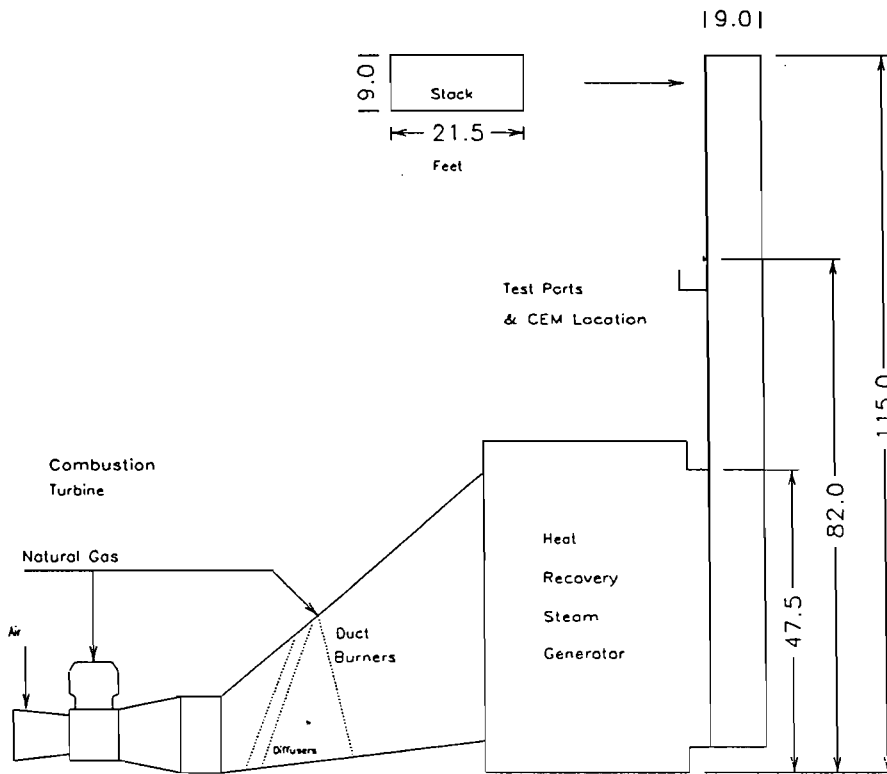 |9.0|
|9.0|
Stack
21.5
Feet
Test Ports
& CEM Location
115.0
82.0
47.5
Combustion
Turbine
Natural Gas
Air
Duct
Burners
Diffusers
Heat
Recovery
Steam
Generator